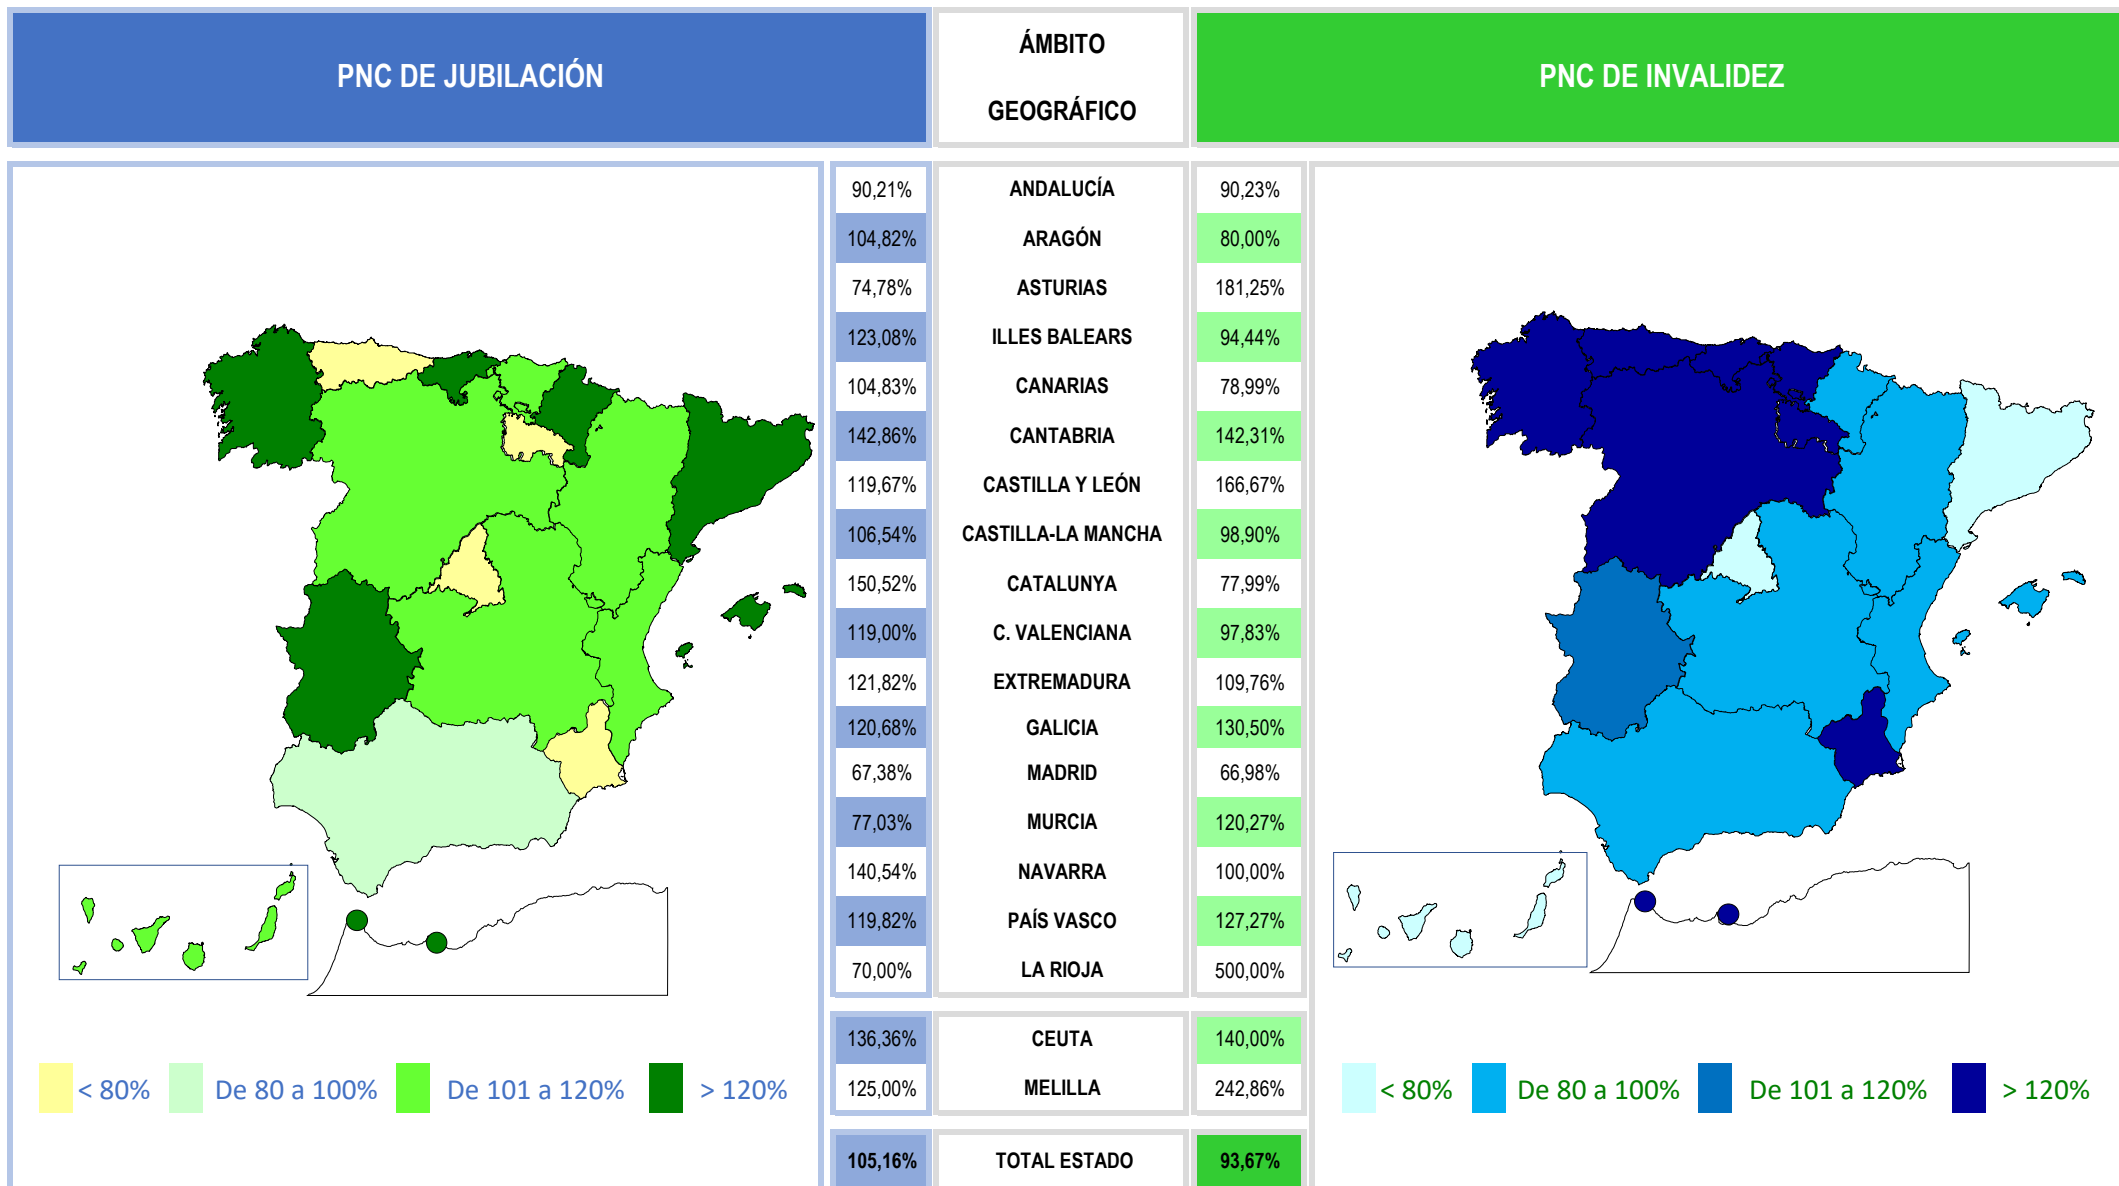 PNC DE JUBILACIÓN
ÁMBITO
GEOGRÁFICO
PNC DE INVALIDEZ
90,21% ANDALUCÍA 90,23%
104,82% ARAGÓN 80,00%
74,78% ASTURIAS 181,25%
123,08% ILLES BALEARS 94,44%
104,83% CANARIAS 78,99%
142,86% CANTABRIA 142,31%
119,67% CASTILLA Y LEÓN 166,67%
106,54% CASTILLA-LA MANCHA 98,90%
150,52% CATALUNYA 77,99%
119,00% C. VALENCIANA 97,83%
121,82% EXTREMADURA 109,76%
120,68% GALICIA 130,50%
67,38% MADRID 66,98%
77,03% MURCIA 120,27%
140,54% NAVARRA 100,00%
119,82% PAÍS VASCO 127,27%
70,00% LA RIOJA 500,00%
136,36% CEUTA 140,00%
125,00% MELILLA 242,86%
105,16% TOTAL ESTADO 93,67%
< 80% De 80 a 100% De 101 a 120% > 120%
< 80% De 80 a 100% De 101 a 120% > 120%